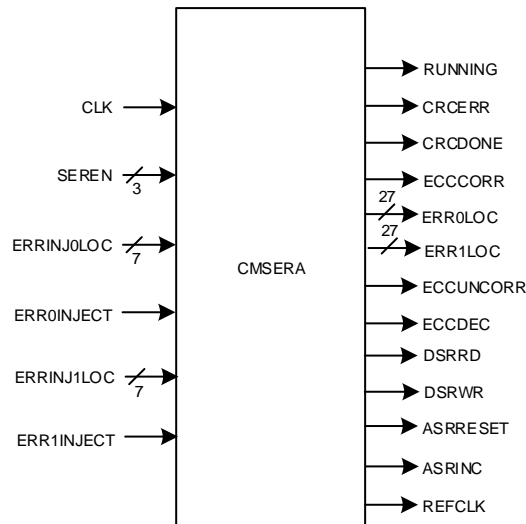 RUNNING
CLK
CRCERR
CRCDONE
SEREN
3
ECCCORR
27
ERR0LOC
27
ERRINJ0LOC
7
ERR1LOC
CMSERA
ECCUNCORR
ERR0INJECT
ECCDEC
DSRRD
ERRINJ1LOC
7
DSRWR
ASRRESET
ERR1INJECT
ASRINC
REFCLK